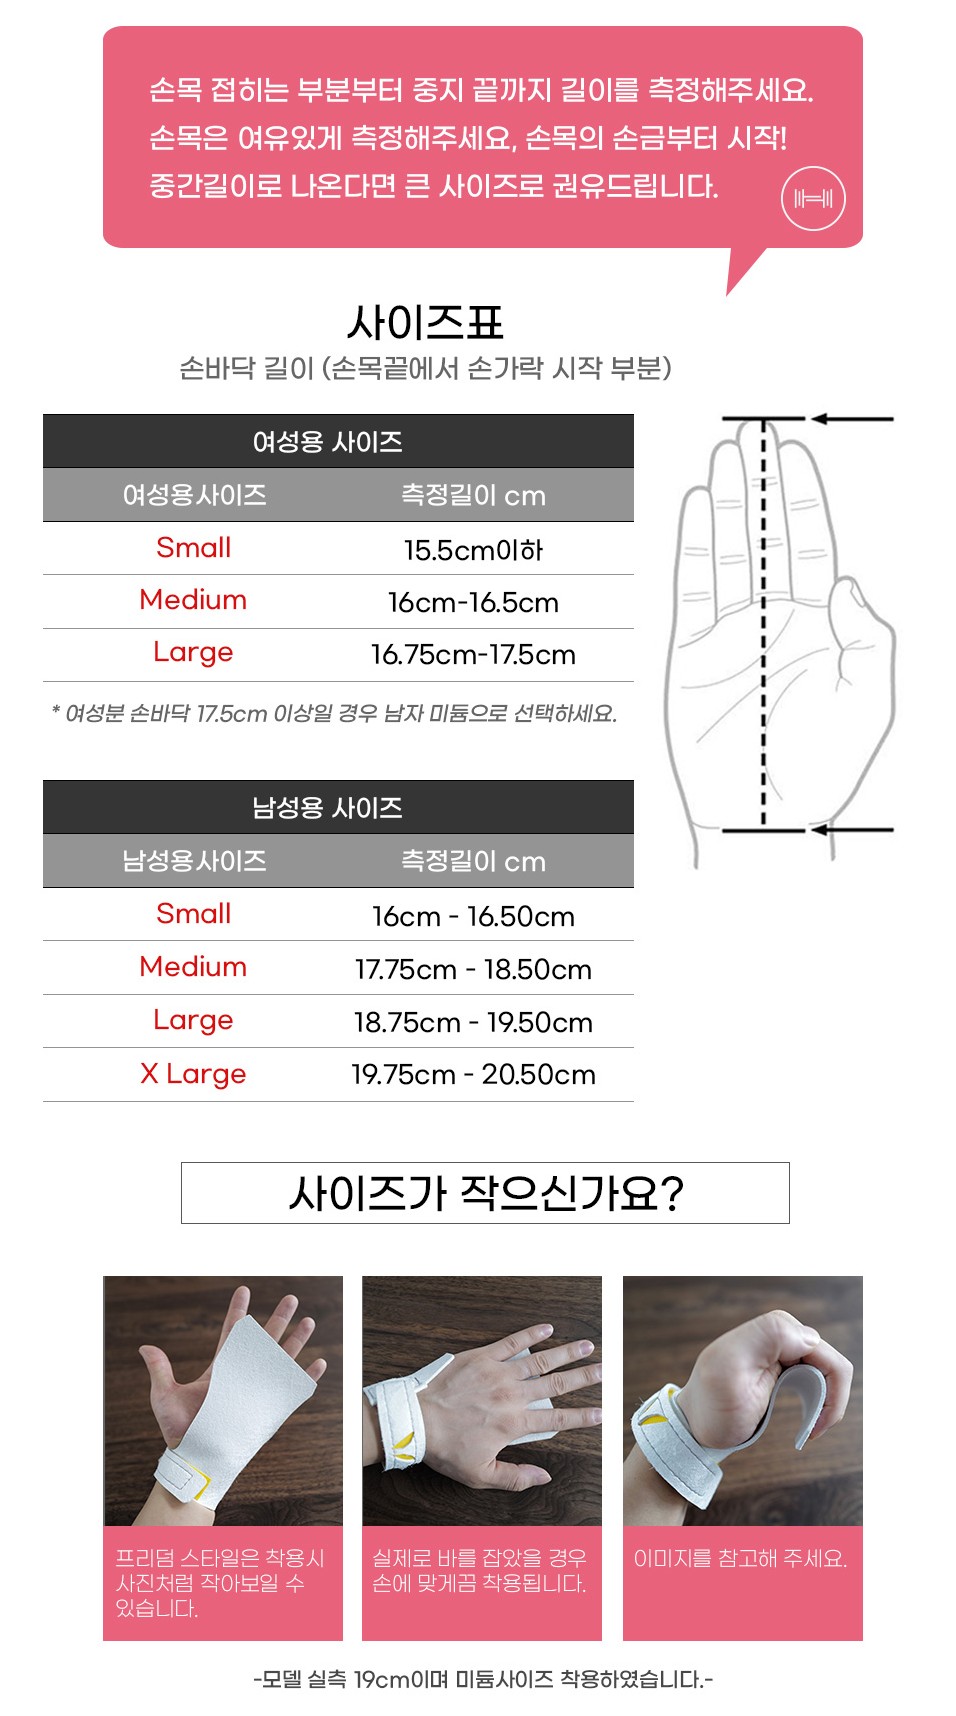 손목 접히는 부분부터 중지 끝까지 길이를 측정해주세요.
손목은 여유있게 측정해주세요, 손목의 손금부터 시작!
중간길이로 나온다면 큰 사이즈로 권유드립니다.
사이즈표
손바닥 길이 (손목끝에서 손가락 시작 부분)
여성용 사이즈
여성용사이즈 측정길이 cm
Small 15.5cm이하
Medium 16cm-16.5cm
Large 16.75cm-17.5cm
* 여성분 손바닥 17.5cm 이상일 경우 남자 미듐으로 선택하세요.
남성용 사이즈
남성용사이즈 측정길이 cm
Small 16cm - 16.50cm
Medium 17.75cm - 18.50cm
Large 18.75cm - 19.50cm
X Large 19.75cm - 20.50cm
사이즈가 작으신가요?
프리덤 스타일은 착용시
사진처럼 작아보일 수
있습니다.
실제로 바를 잡았을 경우
손에 맞게끔 착용됩니다.
이미지를 참고해 주세요.
-모델 실측 19cm이며 미듐사이즈 착용하였습니다.-